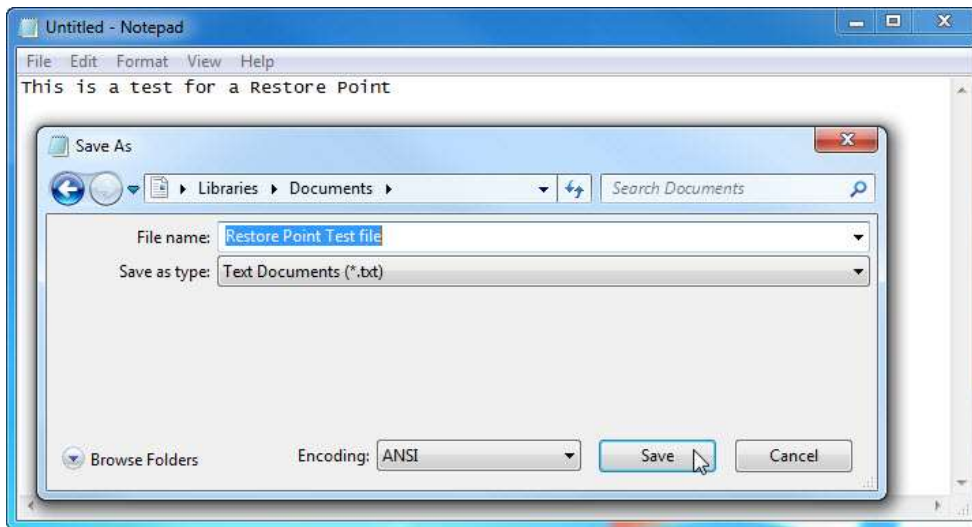 Untitled - Notepad
File Edit Format View Help
This is a test for a Restore Point
Save As
Libraries Documents
Search Documents
File name: Restore Point Test file
Save as type: Text Documents (*.txt)
Browse Folders Encoding: ANSI Save Cancel